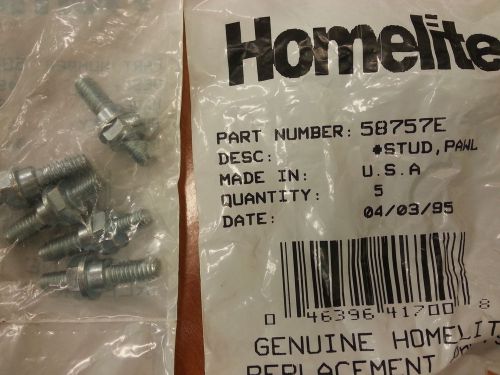 Homelite
PART NUMBER: 58757E
DESC: *STUD, PAWL
MADE IN: U.S.A
QUANTITY: 5
DATE: 04/03/95
0 46396 41700 8
GENUINE HOMELIT
REPLACEMENT